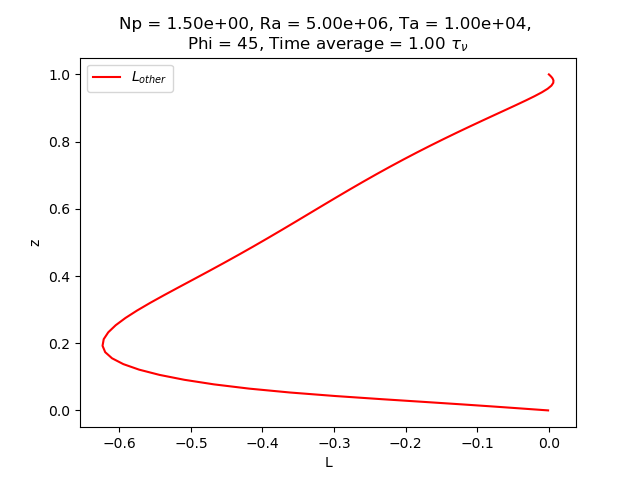 Np = 1.50e+00, Ra = 5.00e+06, Ta = 1.00e+04,
Phi = 45, Time average = 1.00 τν
Lother
1.0
0.8
0.6
0.4
0.2
0.0
z
−0.6 −0.5 −0.4 −0.3 −0.2 −0.1 0.0
L